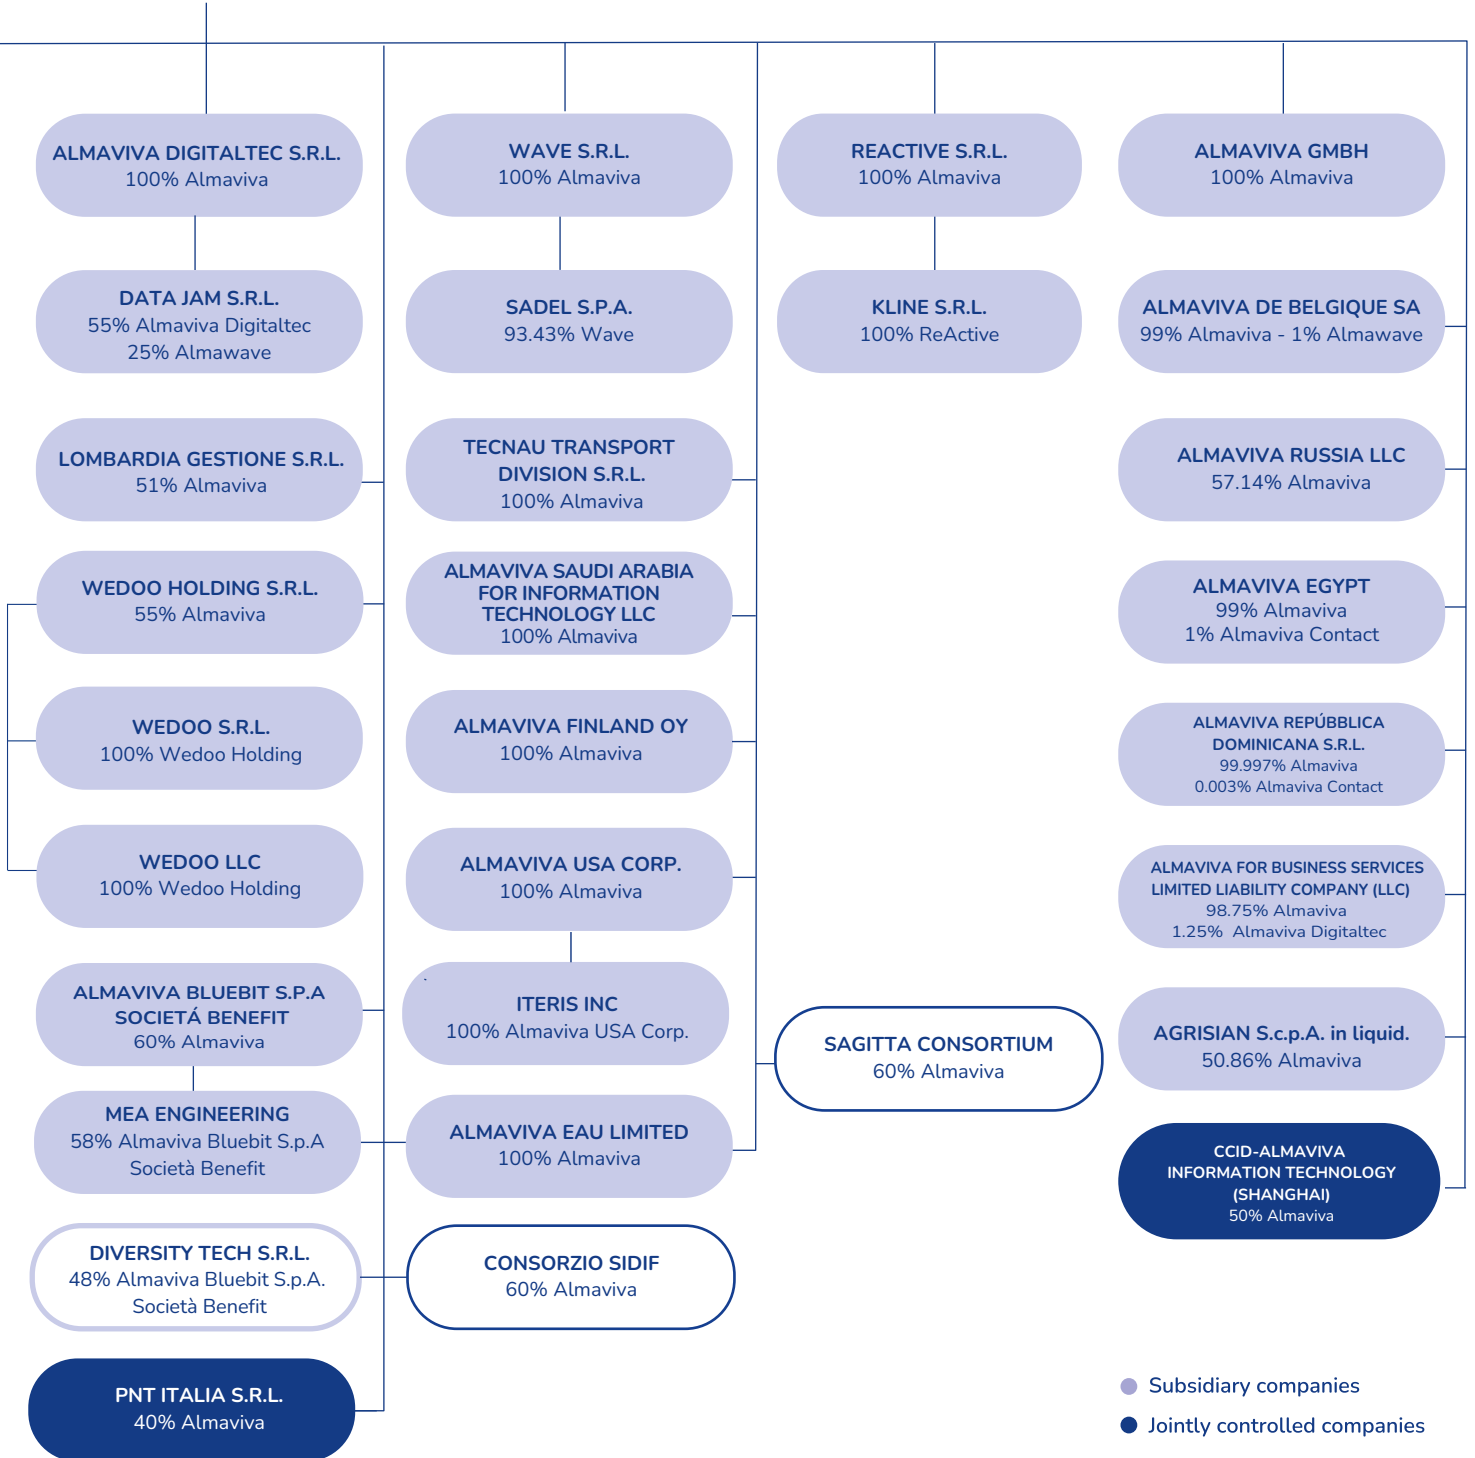 ALMAVIVA DIGITALTEC S.R.L.
100% Almaviva
DATA JAM S.R.L.
55% Almaviva Digitaltec
25% Almawave
LOMBARDIA GESTIONE S.R.L.
51% Almaviva
WEDOO HOLDING S.R.L.
55% Almaviva
WEDOO S.R.L.
100% Wedoo Holding
WEDOO LLC
100% Wedoo Holding
ALMAVIVA BLUEBIT S.P.A
SOCIETÁ BENEFIT
60% Almaviva
MEA ENGINEERING
58% Almaviva Bluebit S.p.A
Società Benefit
DIVERSITY TECH S.R.L.
48% Almaviva Bluebit S.p.A.
Società Benefit
PNT ITALIA S.R.L.
40% Almaviva
WAVE S.R.L.
100% Almaviva
SADEL S.P.A.
93.43% Wave
TECNAU TRANSPORT
DIVISION S.R.L.
100% Almaviva
ALMAVIVA SAUDI ARABIA
FOR INFORMATION
TECHNOLOGY LLC
100% Almaviva
ALMAVIVA FINLAND OY
100% Almaviva
ALMAVIVA USA CORP.
100% Almaviva
ITERIS INC
100% Almaviva USA Corp.
ALMAVIVA EAU LIMITED
100% Almaviva
CONSORZIO SIDIF
60% Almaviva
REACTIVE S.R.L.
100% Almaviva
KLINE S.R.L.
100% ReActive
SAGITTA CONSORTIUM
60% Almaviva
ALMAVIVA GMBH
100% Almaviva
ALMAVIVA DE BELGIQUE SA
99% Almaviva - 1% Almawave
ALMAVIVA RUSSIA LLC
57.14% Almaviva
ALMAVIVA EGYPT
99% Almaviva
1% Almaviva Contact
ALMAVIVA REPÚBBLICA
DOMINICANA S.R.L.
99.997% Almaviva
0.003% Almaviva Contact
ALMAVIVA FOR BUSINESS SERVICES
LIMITED LIABILITY COMPANY (LLC)
98.75% Almaviva
1.25% Almaviva Digitaltec
AGRISIAN S.c.p.A. in liquid.
50.86% Almaviva
CCID-ALMAVIVA
INFORMATION TECHNOLOGY
(SHANGHAI)
50% Almaviva
Subsidiary companies
Jointly controlled companies